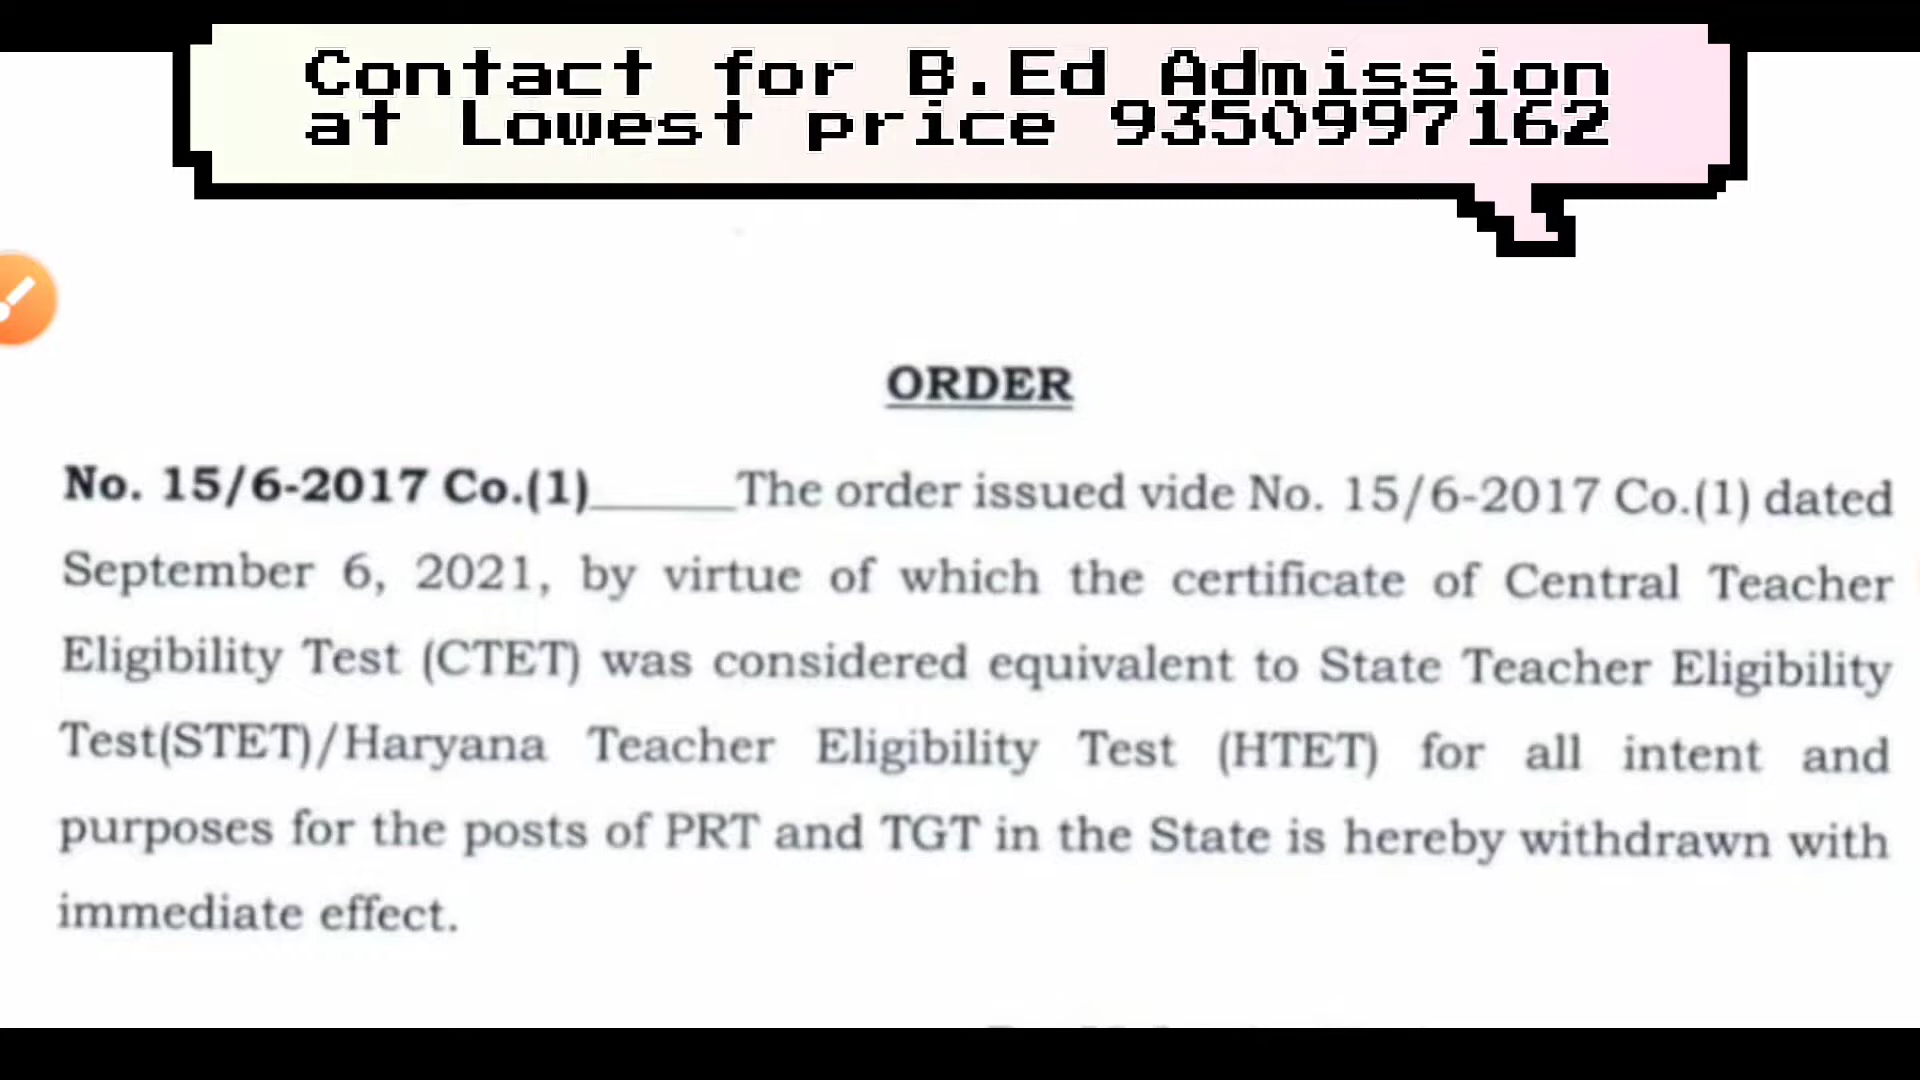 Contact for B.Ed Admission
at Lowest price 9350997162
ORDER
No. 15/6-2017 Co.(1)_____The order issued vide No. 15/6-2017 Co.(1) dated
September 6, 2021, by virtue of which the certificate of Central Teacher
Eligibility Test (CTET) was considered equivalent to State Teacher Eligibility
Test(STET)/Haryana Teacher Eligibility Test (HTET) for all intent and
purposes for the posts of PRT and TGT in the State is hereby withdrawn with
immediate effect.